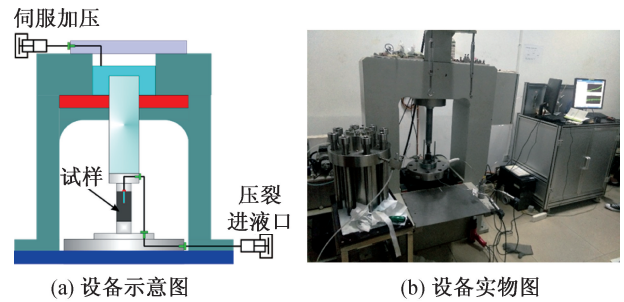 伺服加压
试样
压裂
进液口
(a) 设备示意图
(b) 设备实物图